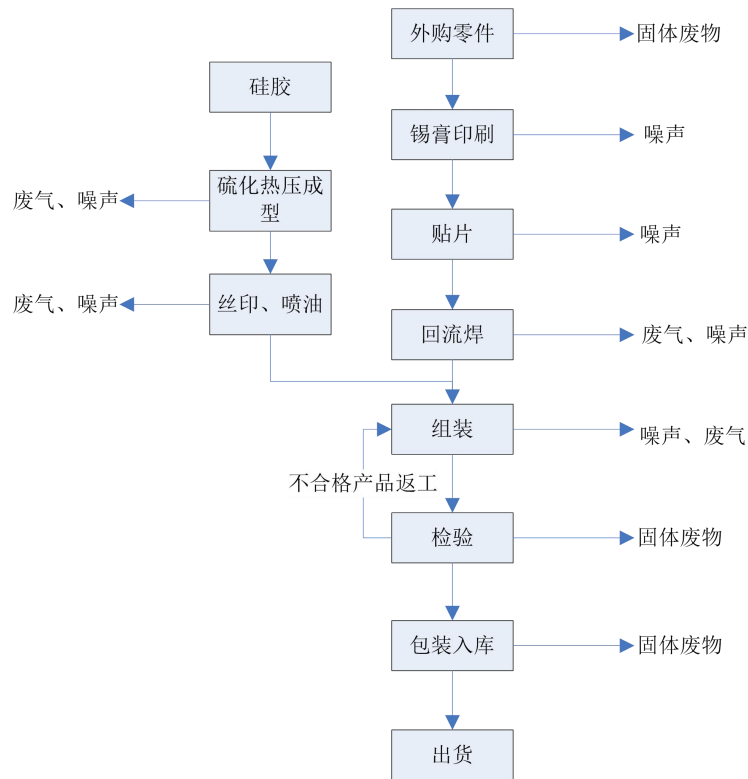 外购零件
固体废物
硅胶
锡膏印刷
噪声
废气、噪声
硫化热压成
型
贴片
噪声
废气、噪声
丝印、喷油
回流焊
废气、噪声
组装
噪声、废气
不合格产品返工
检验
固体废物
包装入库
固体废物
出货